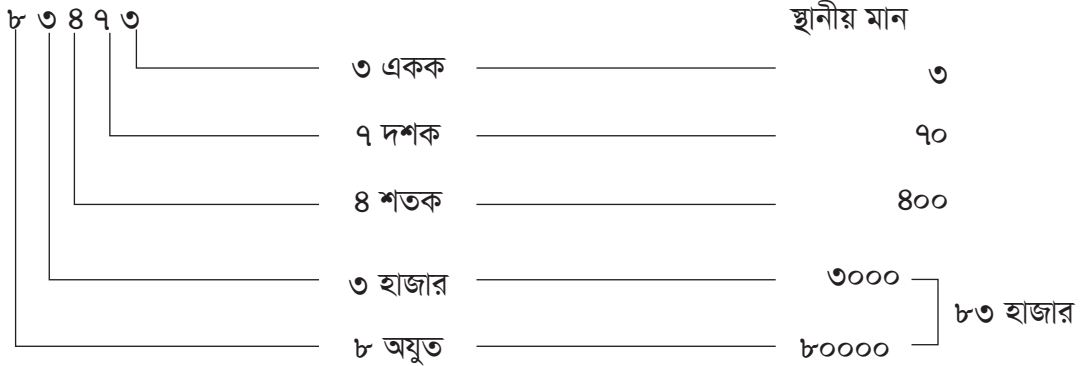 ৮ ৩ ৪ ৭ ৩ স্থানীয় মান
৩ একক ৩
৭ দশক ৭০
৪ শতক ৪০০
৩ হাজার ৩০০০
৮৩ হাজার
৮ অযুত ৮০০০০